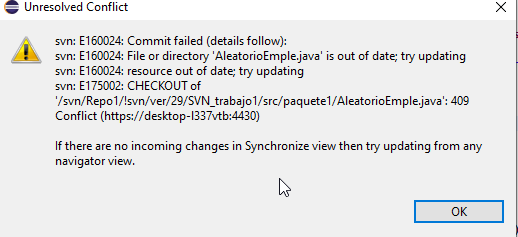 Unresolved Conflict
svn: E160024: Commit failed (details follow):
svn: E160024: File or directory 'AleatorioEmple.java' is out of date; try updating
svn: E160024: resource out of date; try updating
svn: E175002: CHECKOUT of
'/svn/Repo1/!svn/ver/29/SVN_trabajo1/src/paquete1/AleatorioEmple.java': 409
Conflict (https://desktop-l337vtb:4430)
If there are no incoming changes in Synchronize view then try updating from any
navigator view.
OK